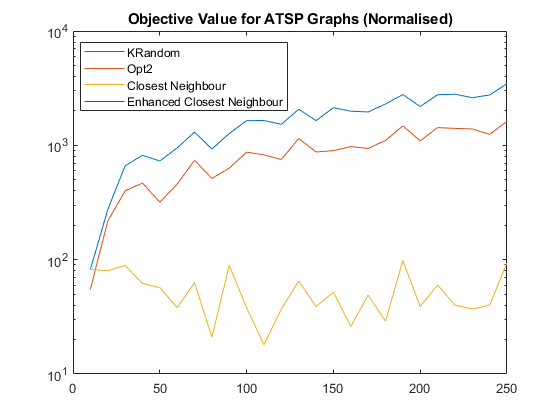 Objective Value for ATSP Graphs (Normalised)
10^4
10^3
10^2
10^1
KRandom
Opt2
Closest Neighbour
Enhanced Closest Neighbour
0 50 100 150 200 250